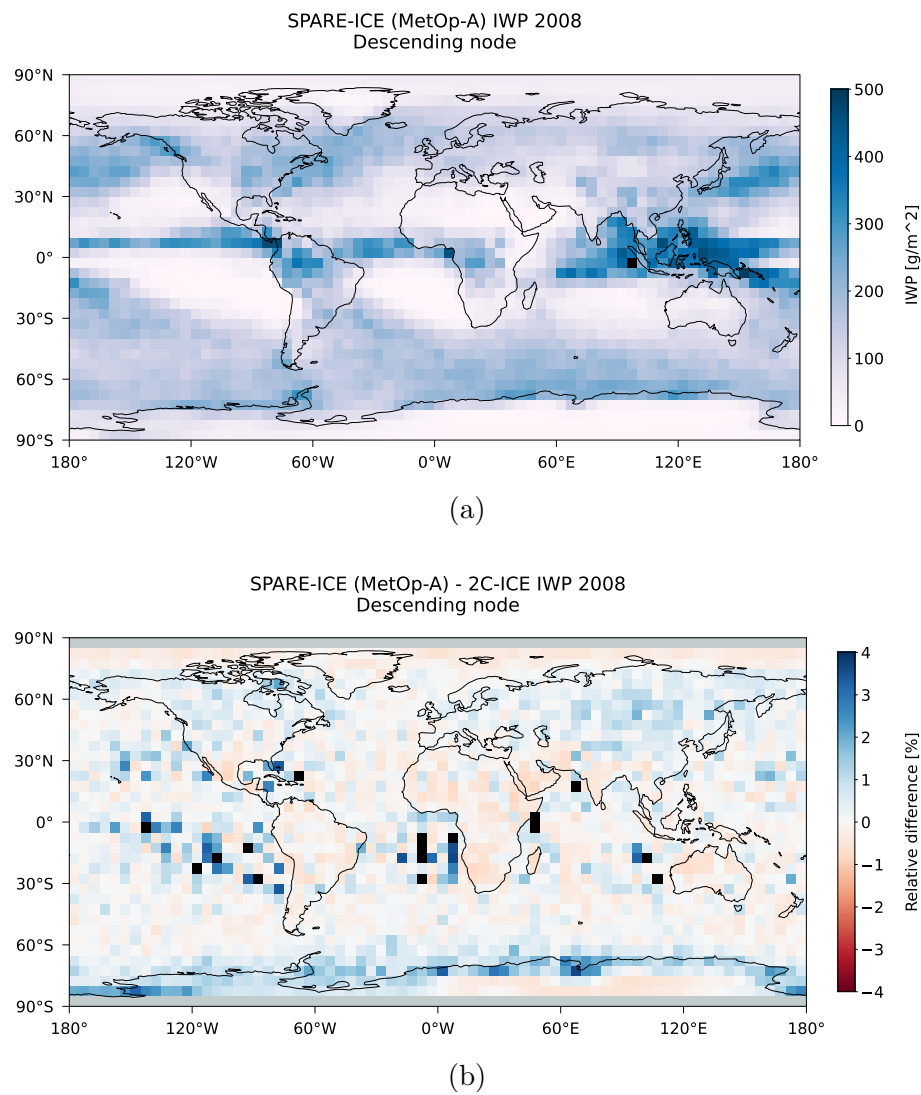 SPARE-ICE (MetOp-A) IWP 2008
Descending node
90°N
60°N
30°N
0°
30°S
60°S
90°S
180°
120°W
60°W
0°W
60°E
120°E
180°
500
400
300
200
100
0
IWP [g/m^2]
(a)
SPARE-ICE (MetOp-A) - 2C-ICE IWP 2008
Descending node
90°N
60°N
30°N
0°
30°S
60°S
90°S
180°
120°W
60°W
0°W
60°E
120°E
180°
4
3
2
1
0
−1
−2
−3
−4
Relative difference [%]
(b)